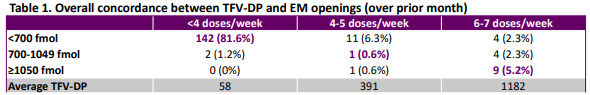 Table 1. Overall concordance between TFV-DP and EM openings (over prior month)
<4 doses/week 4-5 doses/week 6-7 doses/week
<700 fmol 142 (81.6%) 11 (6.3%) 4 (2.3%)
700-1049 fmol 2 (1.2%) 1 (0.6%) 4 (2.3%)
≥1050 fmol 0 (0%) 1 (0.6%) 9 (5.2%)
Average TFV-DP 58 391 1182